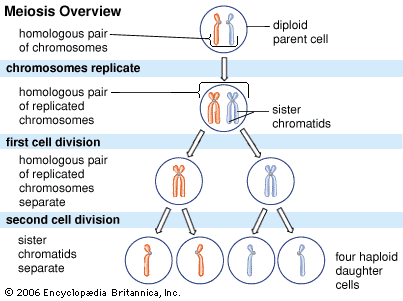 Meiosis Overview
homologous pair
of chromosomes
diploid
parent cell
chromosomes replicate
homologous pair
of replicated
chromosomes
sister
chromatids
first cell division
homologous pair
of replicated
chromosomes
separate
second cell division
sister
chromatids
separate
four haploid
daughter
cells
© 2006 Encyclopædia Britannica, Inc.